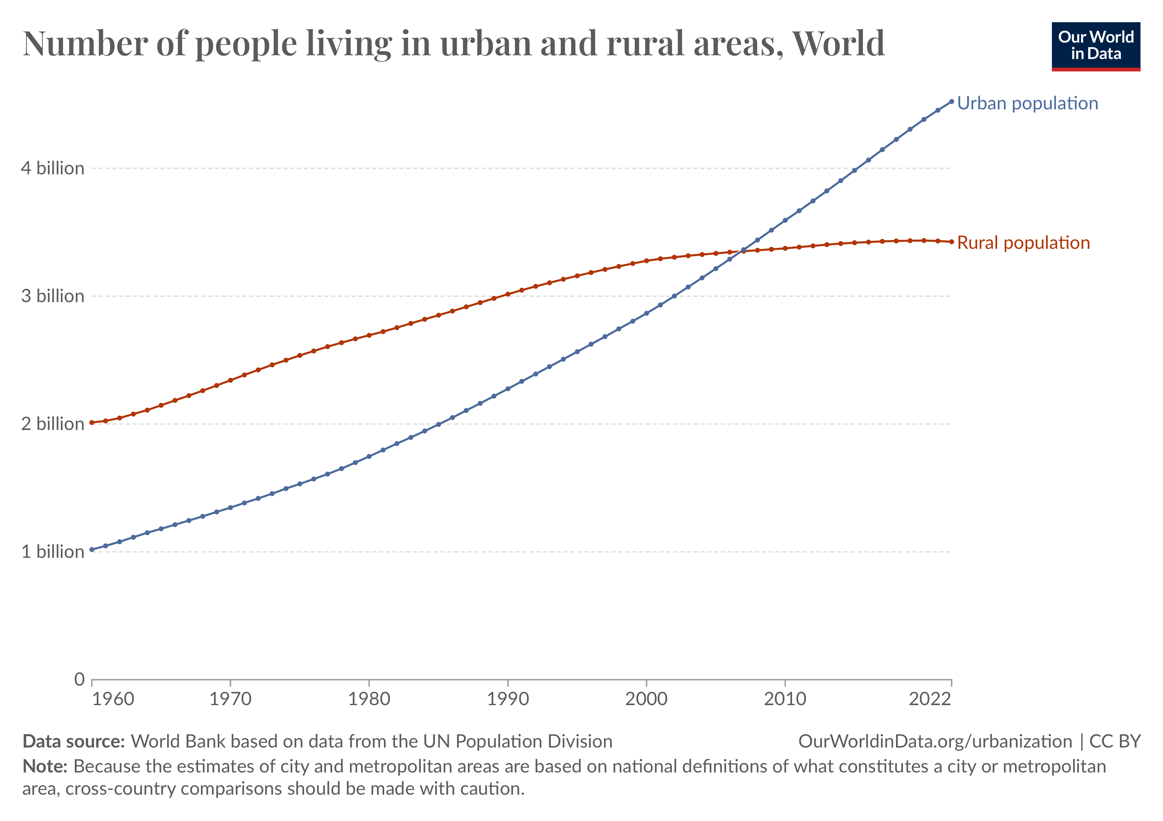 Number of people living in urban and rural areas, World
Our World
in Data
Urban population
4 billion
Rural population
3 billion
2 billion
1 billion
0
1960 1970 1980 1990 2000 2010 2022
Data source: World Bank based on data from the UN Population Division
OurWorldinData.org/urbanization | CC BY
Note: Because the estimates of city and metropolitan areas are based on national definitions of what constitutes a city or metropolitan
area, cross-country comparisons should be made with caution.